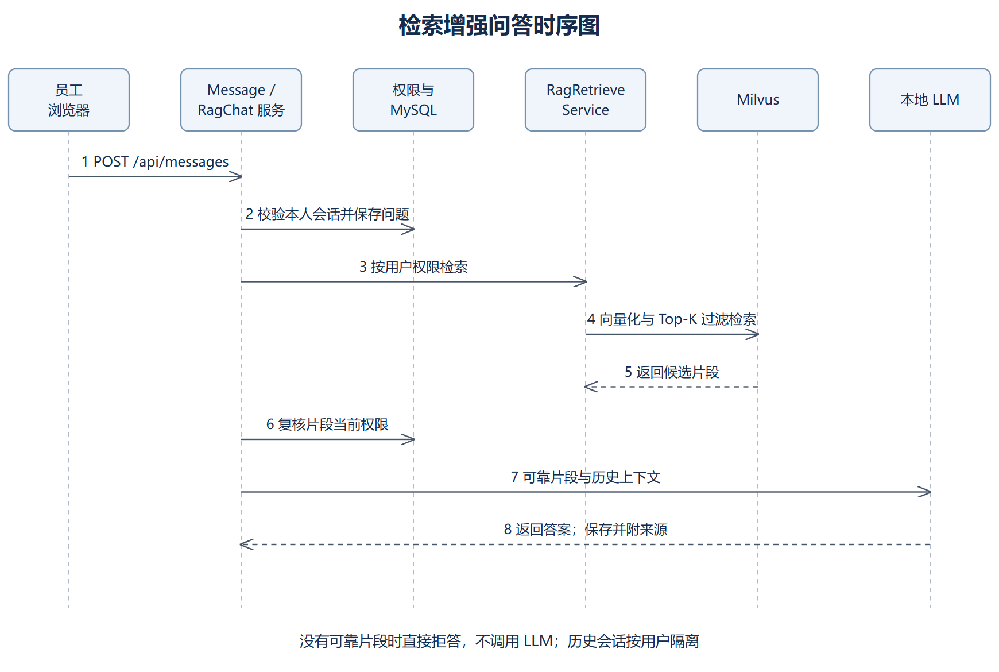 检索增强问答时序图
员工
浏览器
Message /
RagChat 服务
权限与
MySQL
RagRetrieve
Service
Milvus
本地 LLM
1 POST /api/messages
2 校验本人会话并保存问题
3 按用户权限检索
4 向量化与 Top-K 过滤检索
5 返回候选片段
6 复核片段当前权限
7 可靠片段与历史上下文
8 返回答案；保存并附来源
没有可靠片段时直接拒答，不调用 LLM；历史会话按用户隔离